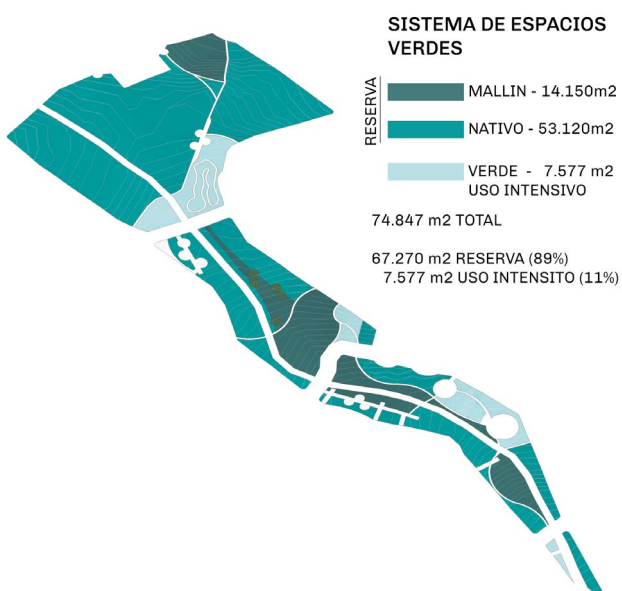 SISTEMA DE ESPACIOS
VERDES
RESERVA
MALLIN - 14.150m2
NATIVO - 53.120m2
VERDE - 7.577 m2
USO INTENSIVO
74.847 m2 TOTAL
67.270 m2 RESERVA (89%)
7.577 m2 USO INTENSITO (11%)